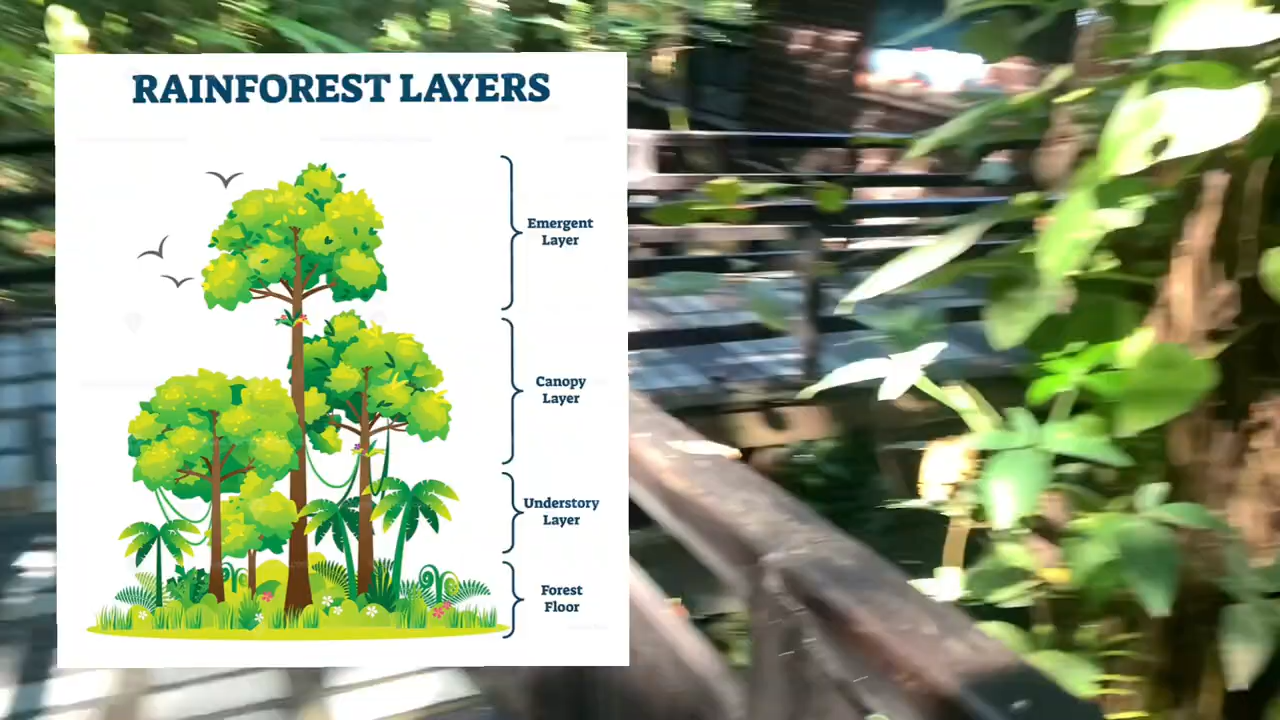 RAINFOREST LAYERS
Emergent
Layer
Canopy
Layer
Understory
Layer
Forest
Floor